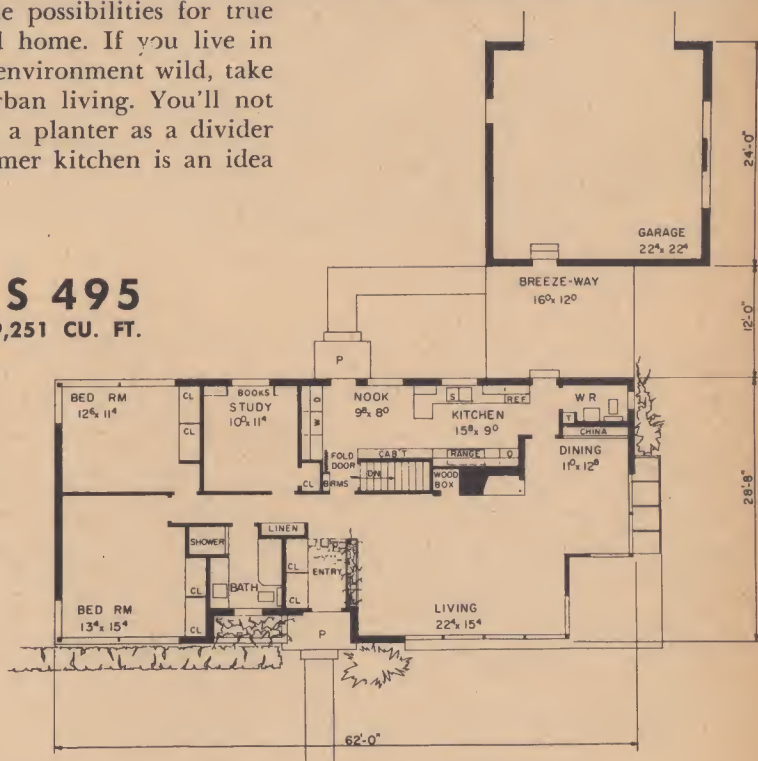 e possibilities for true
l home. If you live in
environment wild, take
rban living. You'll not
a planter as a divider
mer kitchen is an idea
S 495
9,251 CU. FT.
24'-0"
GARAGE
22⁴x 22⁴
BREEZE-WAY
16⁰x 12⁰
12'-0"
P
BED RM
12⁶x 11⁴
CL
CL
BOOKS
STUDY
10⁰x 11⁴
D
W
NOOK
9⁸x 8⁰
S
REF
KITCHEN
15⁸x 9⁰
W R
T
CHINA
DINING
11⁰x 12⁸
FOLD
DOOR
CAB'T
RANGE
O
CL
BRMS
DN
WOOD
BOX
28'-8"
LINEN
SHOWER
CL
ENTRY
BATH
CL
CL
CL
BED RM
13⁴x 15⁴
LIVING
22⁴x 15⁴
P
62'-0"